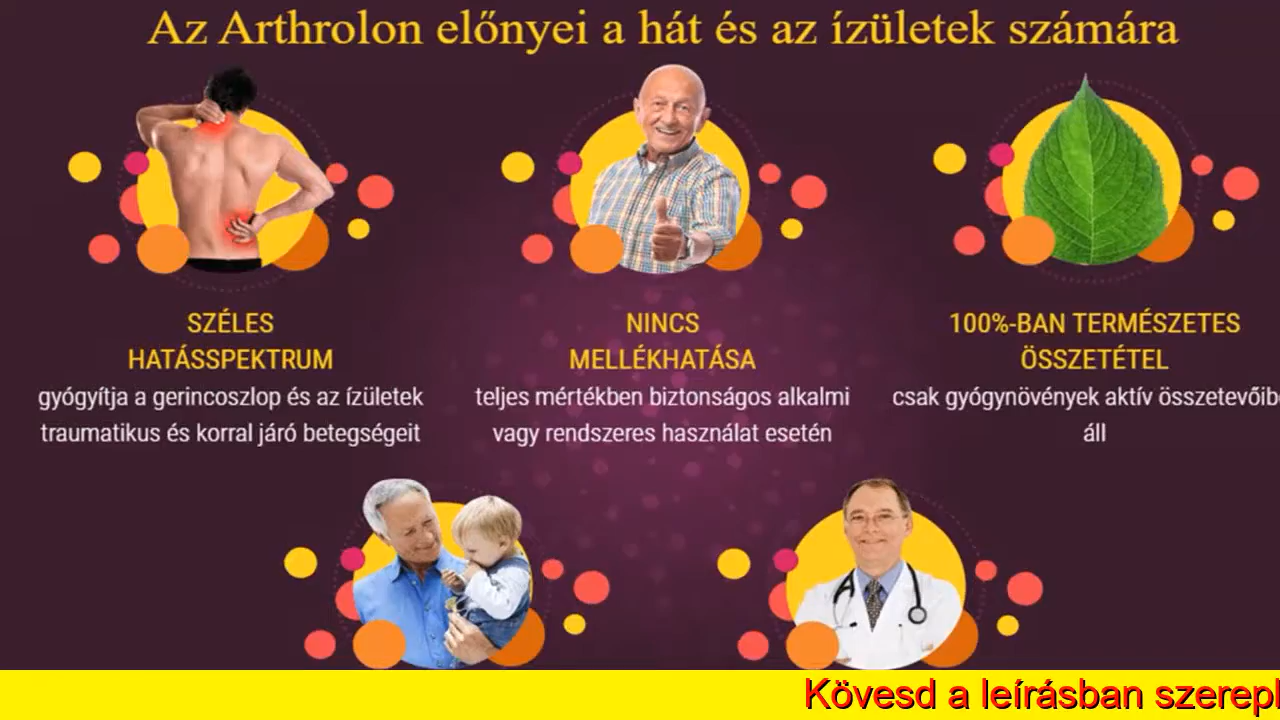 Az Arthrolon előnyei a hát és az ízületek számára
SZÉLES
HATÁSSPEKTRUM
gyógyítja a gerincoszlop és az ízületek
traumatikus és korral járó betegségeit
NINCS
MELLÉKHATÁSA
teljes mértékben biztonságos alkalmi
vagy rendszeres használat esetén
100%-BAN TERMÉSZETES
ÖSSZETÉTEL
csak gyógynövények aktív
áll
Kövesd a leírásban